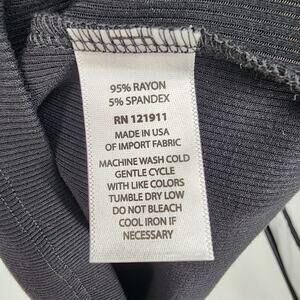 95% RAYON
5% SPANDEX
RN 121911
MADE IN USA
OF IMPORT FABRIC
MACHINE WASH COLD
GENTLE CYCLE
WITH LIKE COLORS
TUMBLE DRY LOW
DO NOT BLEACH
COOL IRON IF
NECESSARY